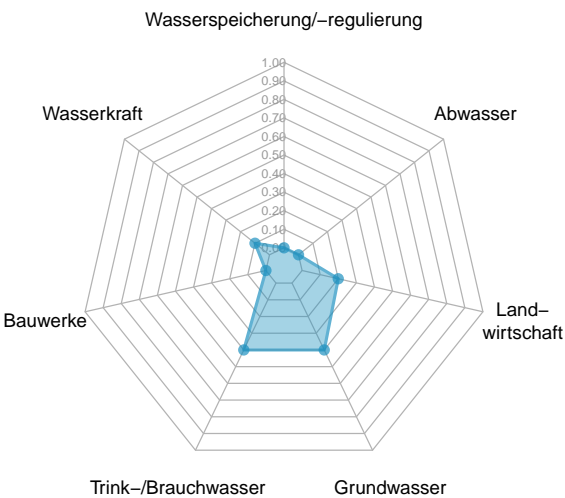 Wasserspeicherung/−regulierung
1.00
0.90
Wasserkraft
Abwasser
0.80
0.70
0.60
0.50
0.40
0.30
0.20
0.10
Bauwerke
Land−
wirtschaft
Trink−/Brauchwasser
Grundwasser